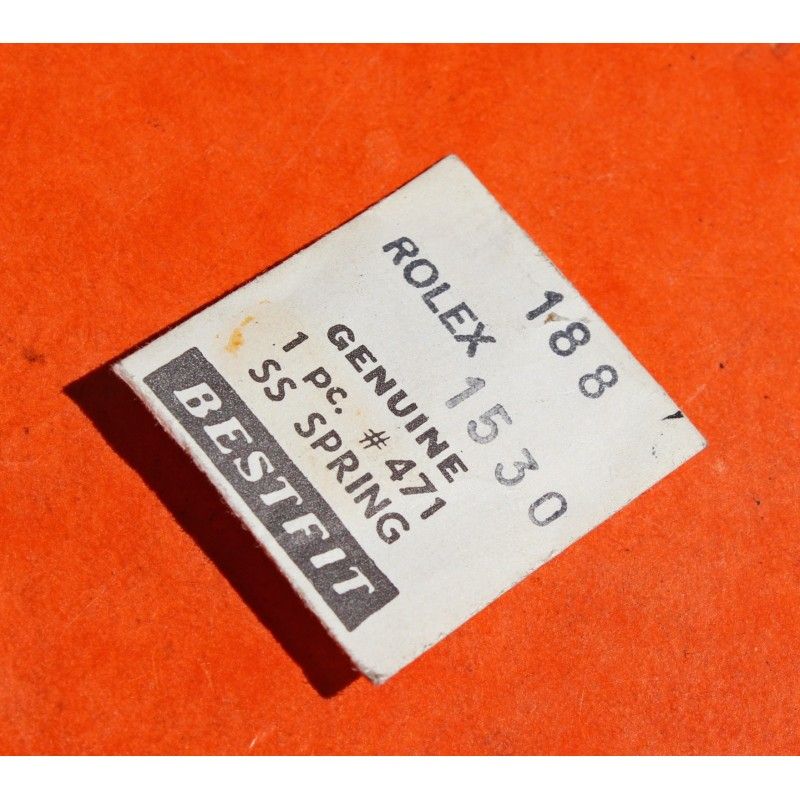 188
ROLEX 1530
GENUINE
1 pc. # 471
SS SPRING
BESTFIT